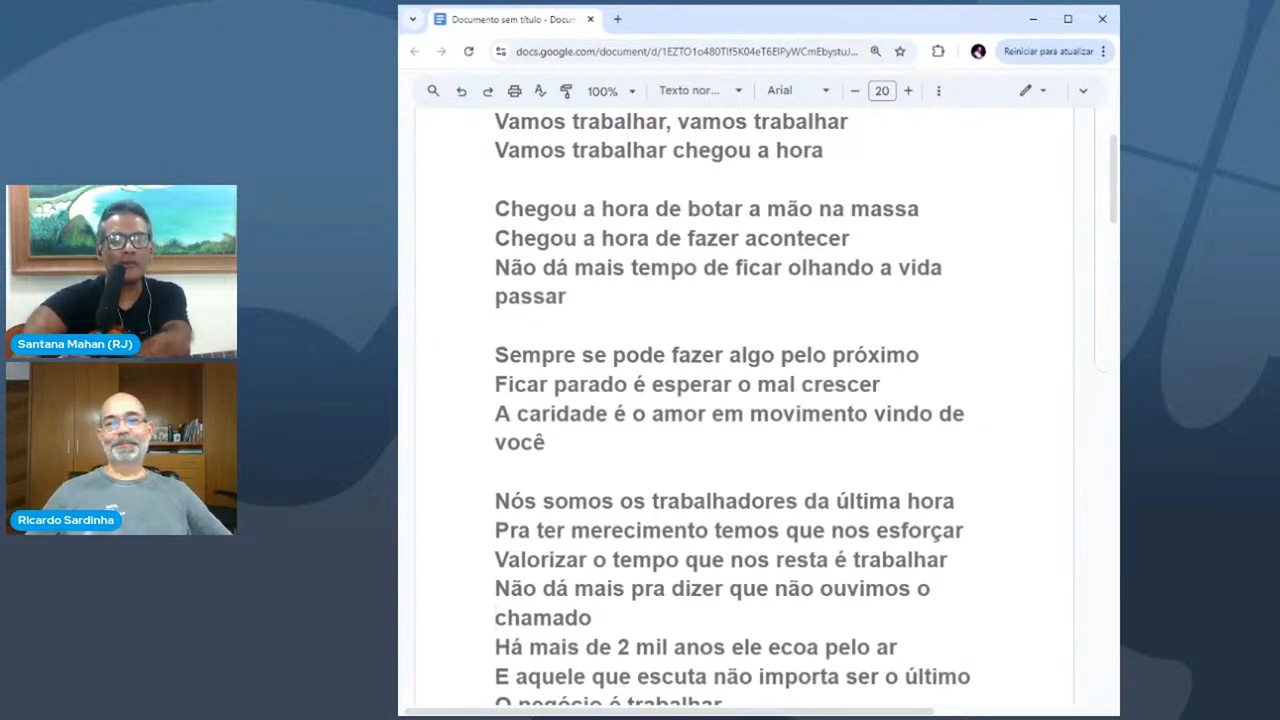 Documento sem título - Docu
docs.google.com/document/d/
Reiniciar para atualizar
100%
Texto nor...
Arial
20
Vamos trabalhar, vamos trabalhar
Vamos trabalhar chegou a hora
Chegou a hora de botar a mão na massa
Chegou a hora de fazer acontecer
Não dá mais tempo de ficar olhando a vida
passar
Sempre se pode fazer algo pelo próximo
Ficar parado é esperar o mal crescer
A caridade é o amor em movimento vindo de
você
Nós somos os trabalhadores da última hora
Pra ter merecimento temos que nos esforçar
Valorizar o tempo que nos resta é trabalhar
Não dá mais pra dizer que não ouvimos o
chamado
Há mais de 2 mil anos ele ecoa pelo ar
E aquele que escuta não importa ser o último
O negócio é trabalhar
Santana Mahan (RJ)
Ricardo Sardinha